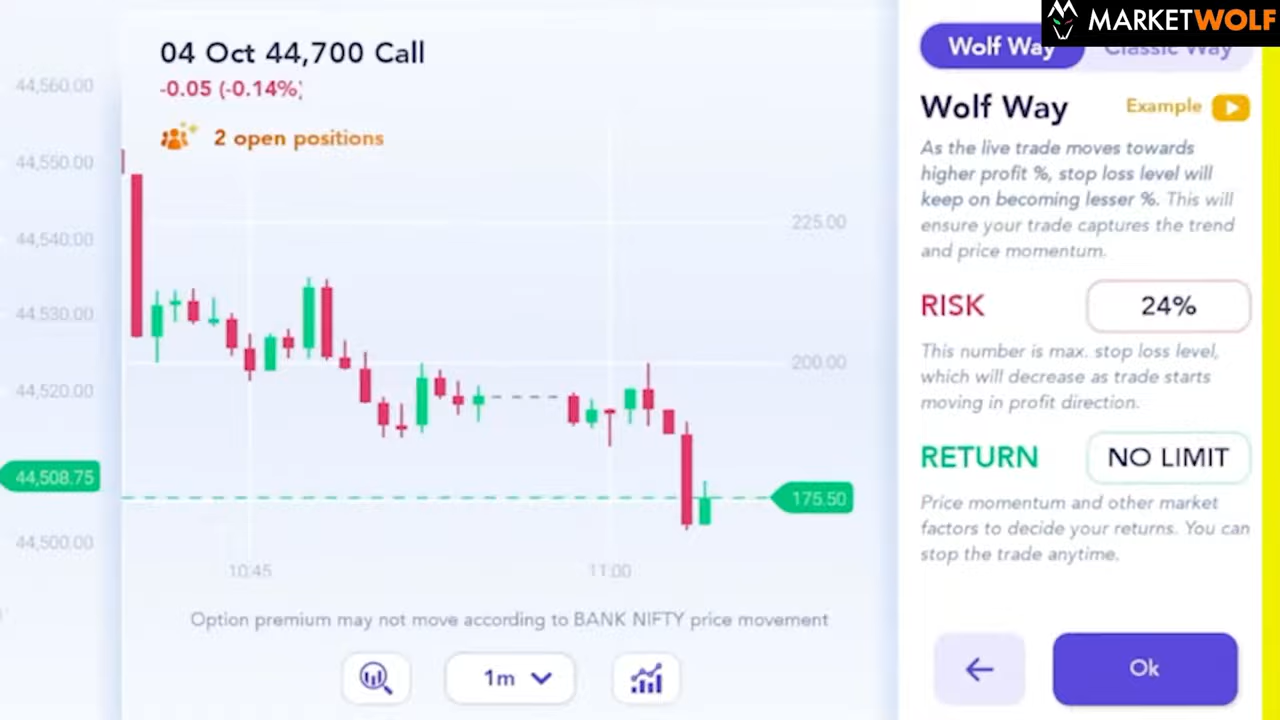 MARKETWOLF
Wolf Way
Classic Way
04 Oct 44,700 Call
-0.05 (-0.14%)
2 open positions
44,560.00
44,550.00
44,540.00
44,530.00
44,520.00
44,508.75
44,500.00
225.00
200.00
175.50
10:45
11:00
Option premium may not move according to BANK NIFTY price movement
1m
Wolf Way
Example
As the live trade moves towards
higher profit %, stop loss level will
keep on becoming lesser %. This will
ensure your trade captures the trend
and price momentum.
RISK
24%
This number is max. stop loss level,
which will decrease as trade starts
moving in profit direction.
RETURN
NO LIMIT
Price momentum and other market
factors to decide your returns. You can
stop the trade anytime.
Ok